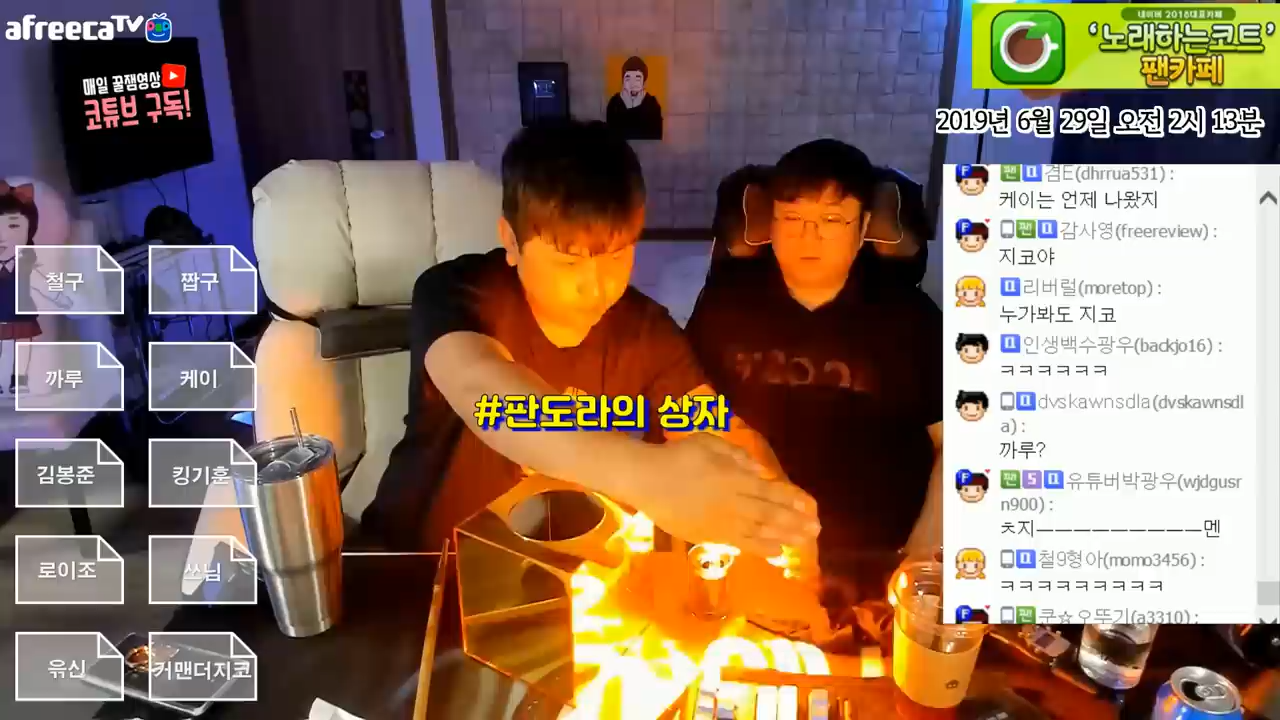 afreecaTV
매일 꿀잼영상
코튜브 구독!
네이버 2018대표카페
‘노래하는코트’
팬카페
2019년 6월 29일 오전 2시 13분
철구
짭구
까루
케이
김봉준
킹기훈
로이조
쏘님
유신
커맨더지코
#판도라의 상자
겸E(dhrrua531) :
케이는 언제 나왔지
감사영(freereview) :
지코야
리버럴(moretop) :
누가봐도 지코
인생백수광우(backjo16) :
ㅋㅋㅋㅋㅋㅋ
dvskawnsdla(dvskawnsdl
a) :
까루?
유튜버박광우(wjdgusr
n900) :
ㅊ지ㅡㅡㅡㅡㅡㅡㅡㅡㅡ멘
철9형아(momo3456) :
ㅋㅋㅋㅋㅋㅋㅋㅋㅋ
쿤☆오뚜기(a3310) :